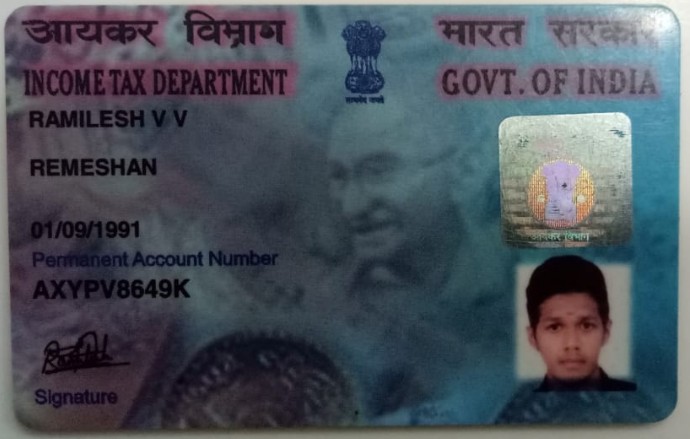 आयकर विभाग
भारत सरकार
INCOME TAX DEPARTMENT
GOVT. OF INDIA
सत्यमेव जयते
RAMILESH V V
REMESHAN
01/09/1991
Permanent Account Number
AXYPV8649K
Signature
आयकर विभाग